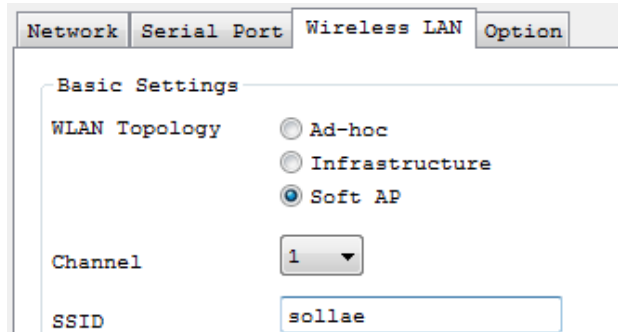 Network Serial Port Wireless LAN Option
Basic Settings
WLAN Topology Ad-hoc
Infrastructure
Soft AP
Channel 1
SSID sollae